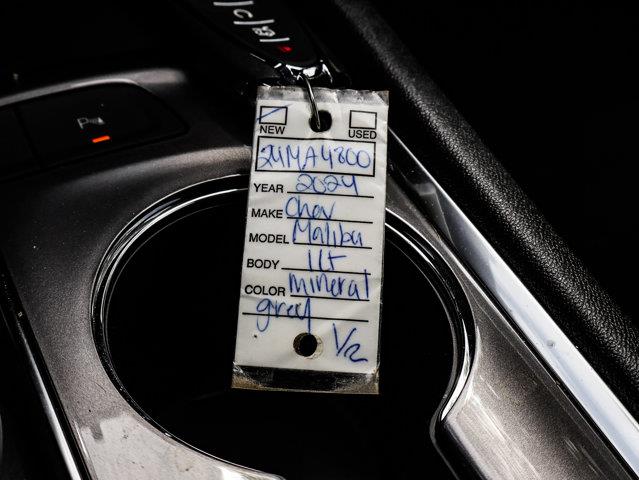 NEW USED
24MA4800
YEAR 2024
MAKE Chev
MODEL Malibu
BODY 1Lt
COLOR Mineral
grey
1/2